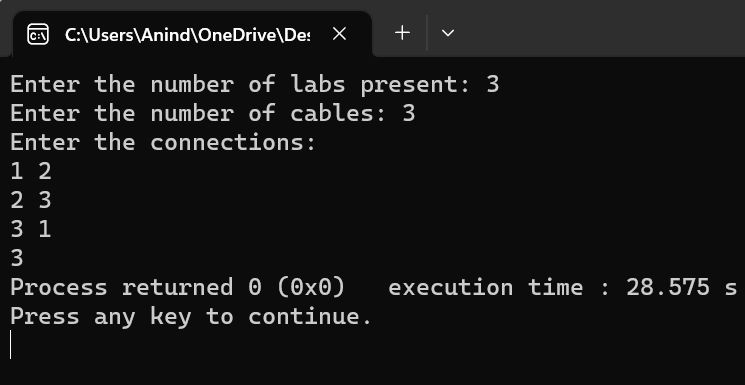 C:\Users\Anind\OneDrive\Des
Enter the number of labs present: 3
Enter the number of cables: 3
Enter the connections:
1 2
2 3
3 1
3
Process returned 0 (0x0)   execution time : 28.575 s
Press any key to continue.